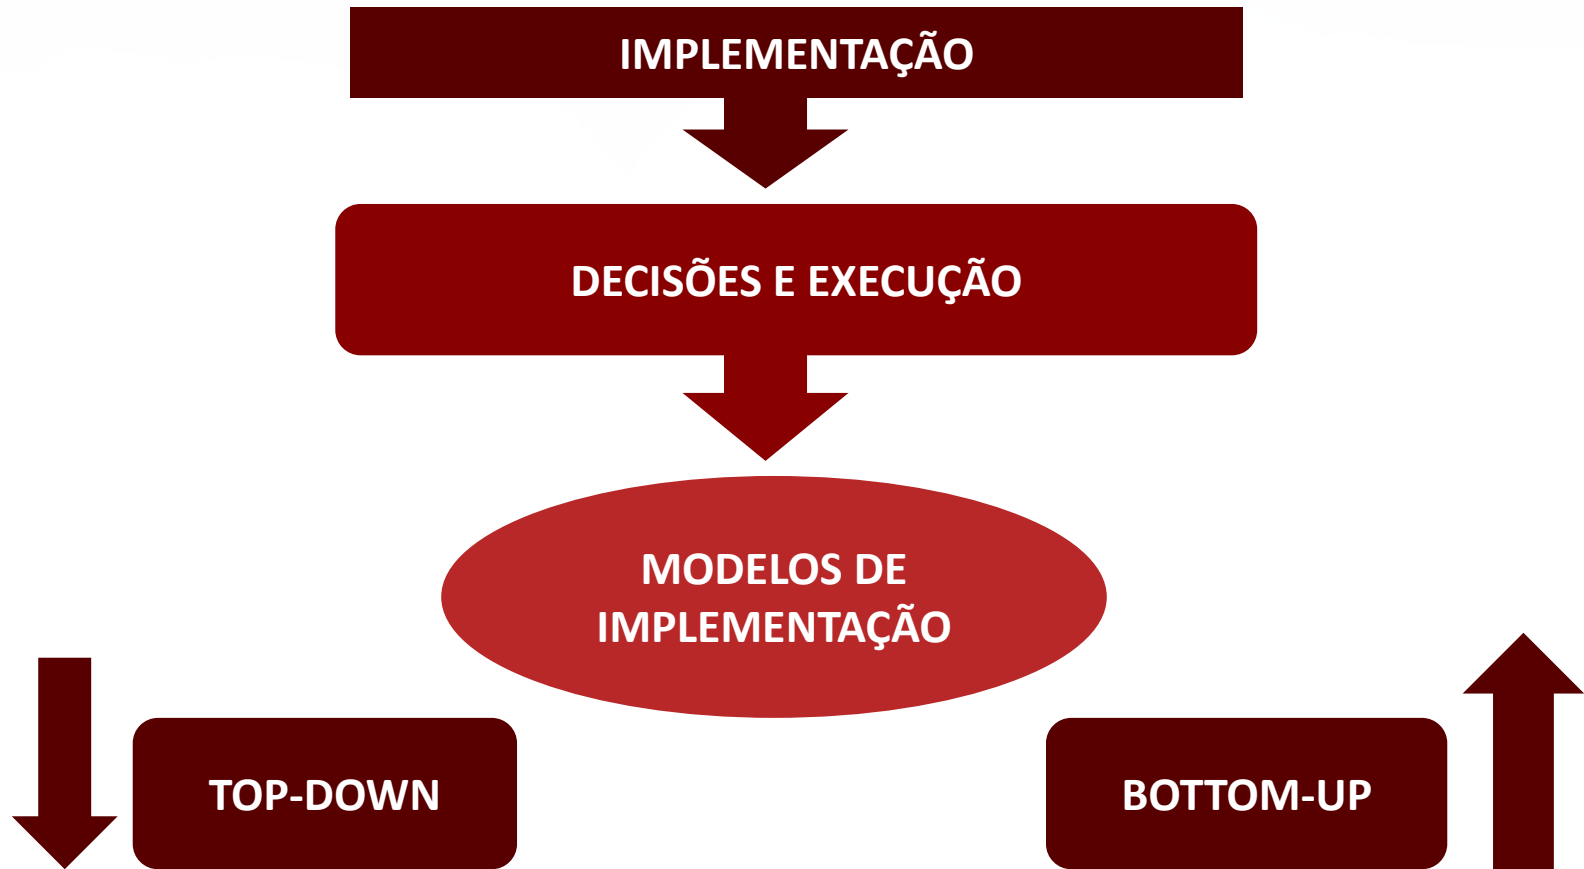 IMPLEMENTAÇÃO
DECISÕES E EXECUÇÃO
MODELOS DE
IMPLEMENTAÇÃO
TOP-DOWN
BOTTOM-UP